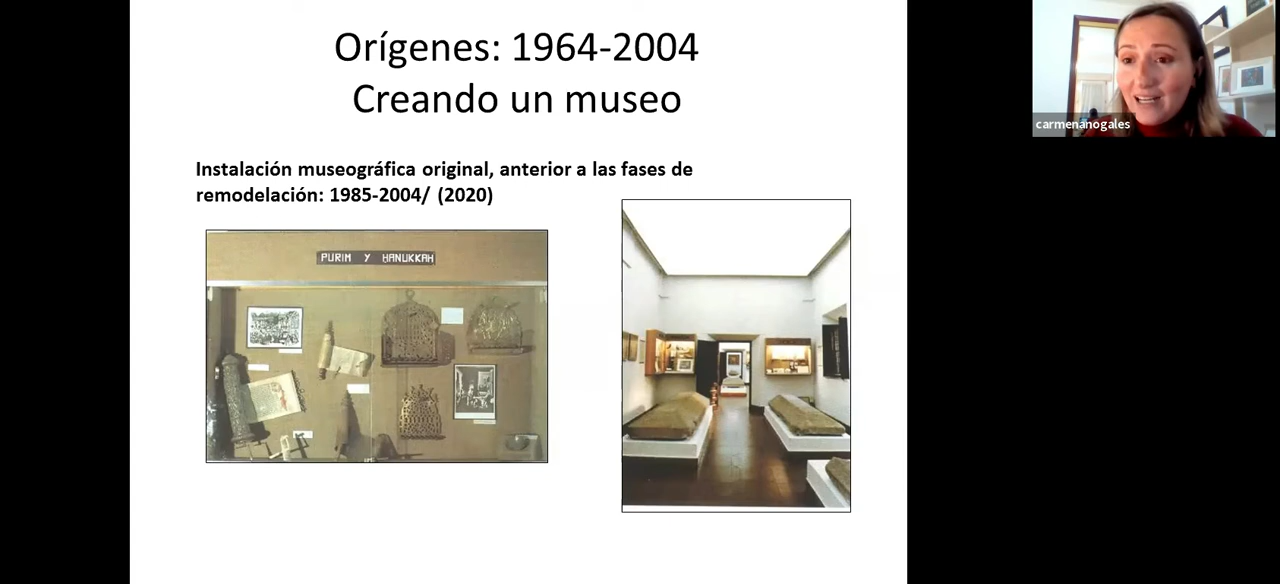 Orígenes: 1964-2004
Creando un museo
Instalación museográfica original, anterior a las fases de
remodelación: 1985-2004/ (2020)
PURIM Y HANUKKAH
carmenanogales